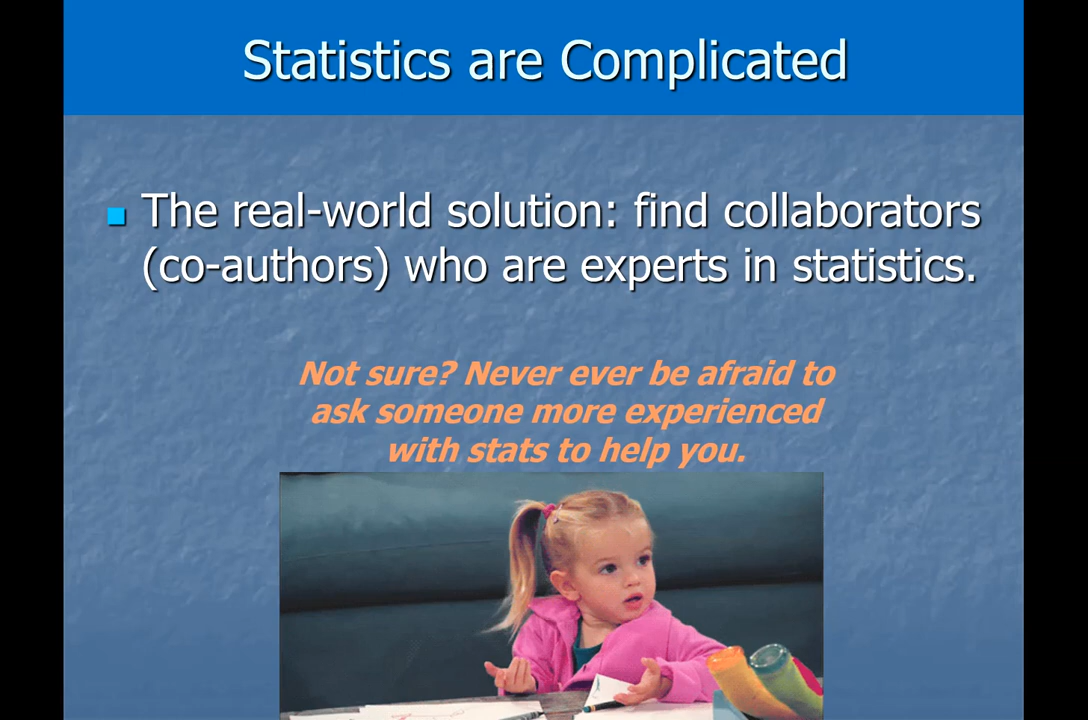 Statistics are Complicated
The real-world solution: find collaborators
(co-authors) who are experts in statistics.
Not sure? Never ever be afraid to
ask someone more experienced
with stats to help you.